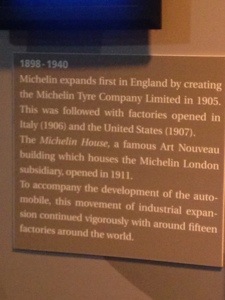 1898 - 1940
Michelin expands first in England by creating
the Michelin Tyre Company Limited in 1905.
This was followed with factories opened in
Italy (1906) and the United States (1907).
The Michelin House, a famous Art Nouveau
building which houses the Michelin London
subsidiary, opened in 1911.
To accompany the development of the auto-
mobile, this movement of industrial expan-
sion continued vigorously with around fifteen
factories around the world.